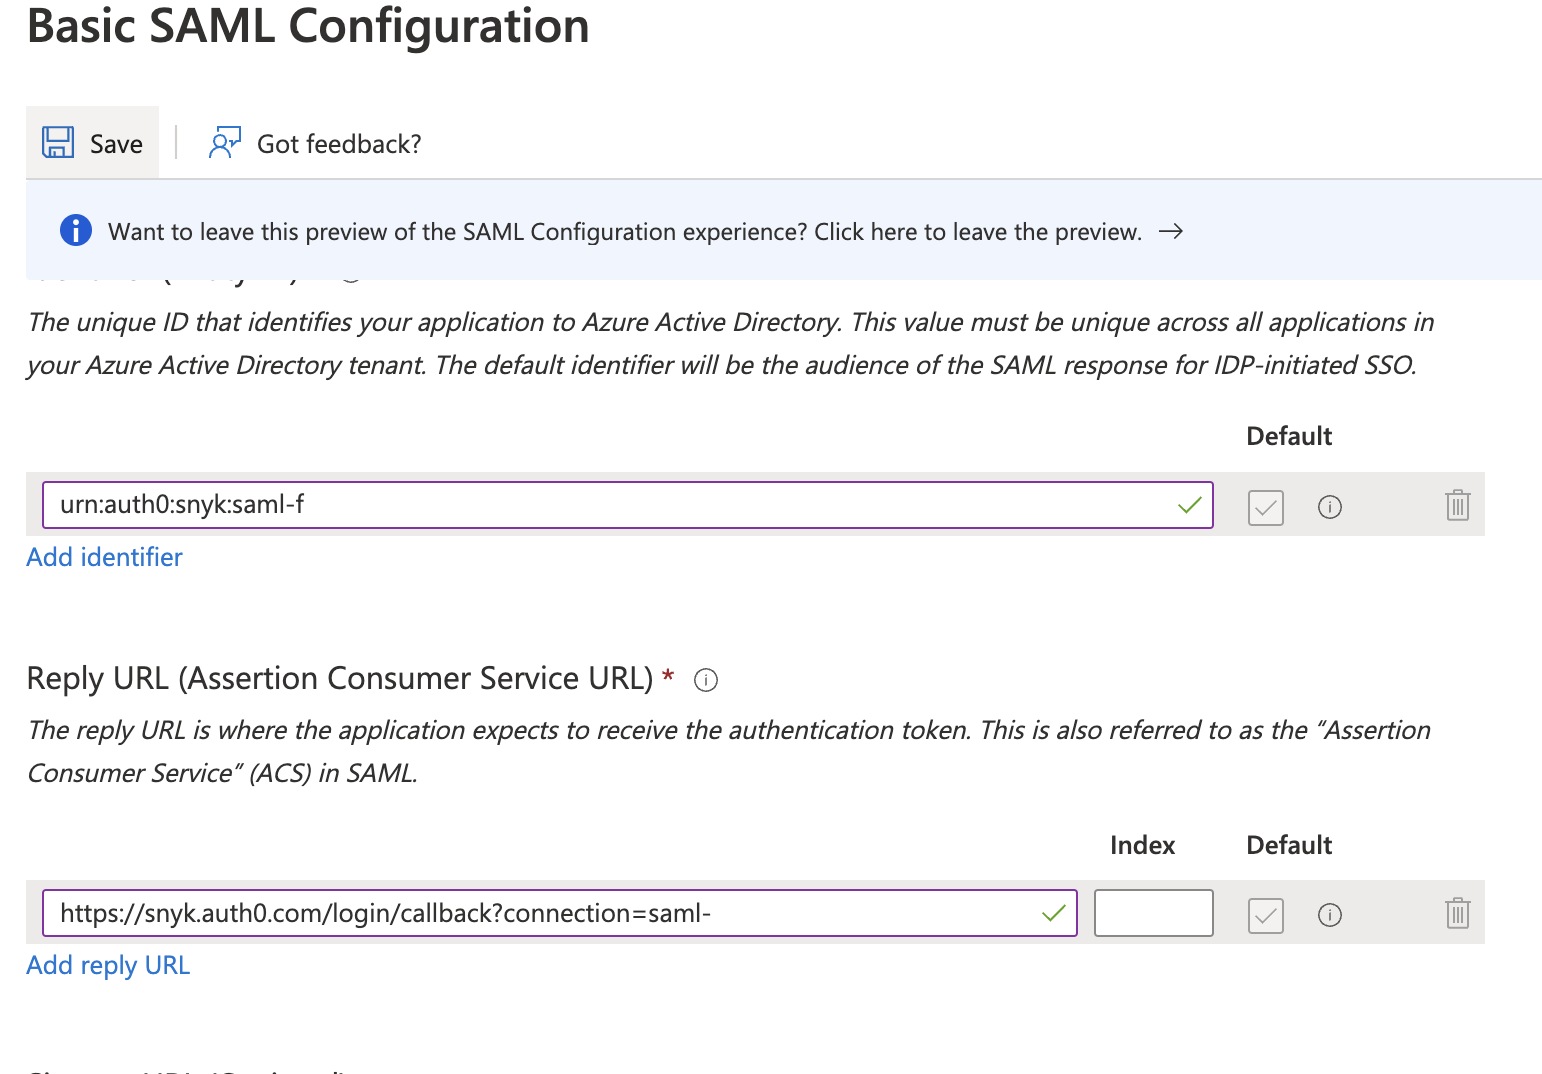 Basic SAML Configuration
Save
Got feedback?
Want to leave this preview of the SAML Configuration experience? Click here to leave the preview. →
The unique ID that identifies your application to Azure Active Directory. This value must be unique across all applications in
your Azure Active Directory tenant. The default identifier will be the audience of the SAML response for IDP-initiated SSO.
Default
urn:auth0:snyk:saml-f
Add identifier
Reply URL (Assertion Consumer Service URL) *
The reply URL is where the application expects to receive the authentication token. This is also referred to as the “Assertion
Consumer Service” (ACS) in SAML.
Index Default
https://snyk.auth0.com/login/callback?connection=saml-
Add reply URL